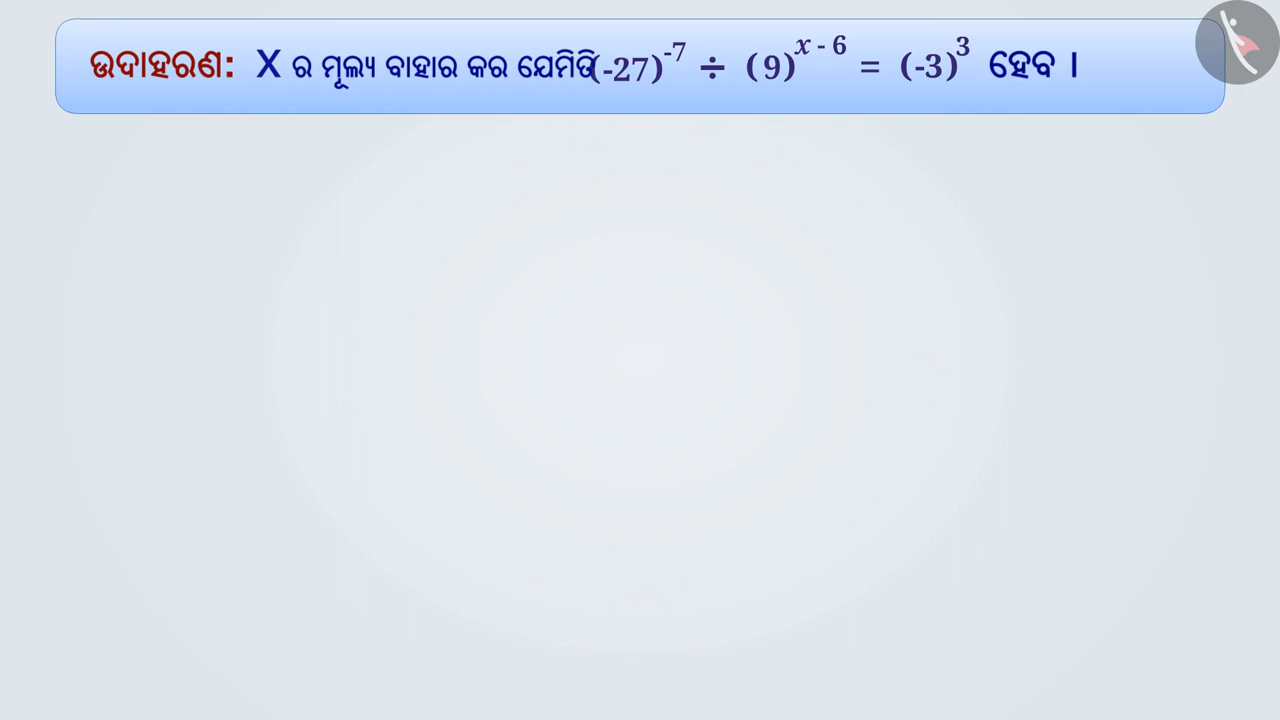 ଉଦାହରଣ: X ର ମୂଲ୍ୟ ବାହାର କର ଯେମିତି (-27)^-7 ÷ (9)^x - 6 = (-3)^3 ହେବ ।